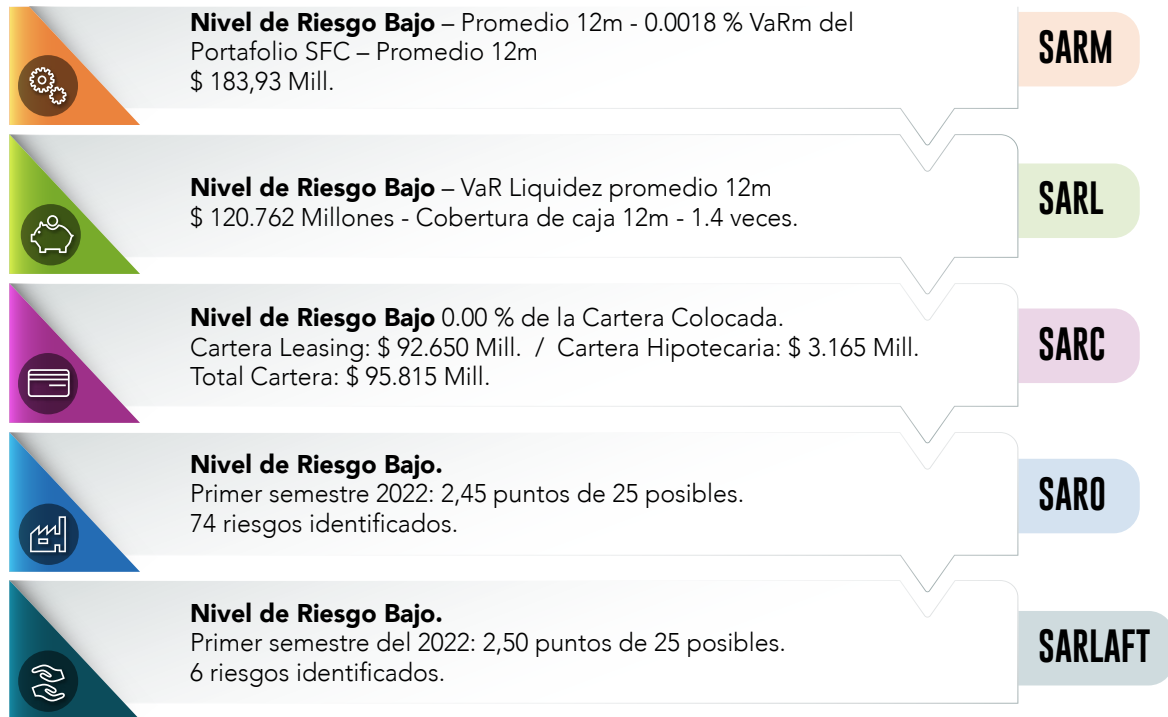 Nivel de Riesgo Bajo – Promedio 12m - 0.0018 % VaRm del
Portafolio SFC – Promedio 12m
$ 183,93 Mill.
SARM
Nivel de Riesgo Bajo – VaR Liquidez promedio 12m
$ 120.762 Millones - Cobertura de caja 12m - 1.4 veces.
SARL
Nivel de Riesgo Bajo 0.00 % de la Cartera Colocada.
Cartera Leasing: $ 92.650 Mill. / Cartera Hipotecaria: $ 3.165 Mill.
Total Cartera: $ 95.815 Mill.
SARC
Nivel de Riesgo Bajo.
Primer semestre 2022: 2,45 puntos de 25 posibles.
74 riesgos identificados.
SARO
Nivel de Riesgo Bajo.
Primer semestre del 2022: 2,50 puntos de 25 posibles.
6 riesgos identificados.
SARLAFT